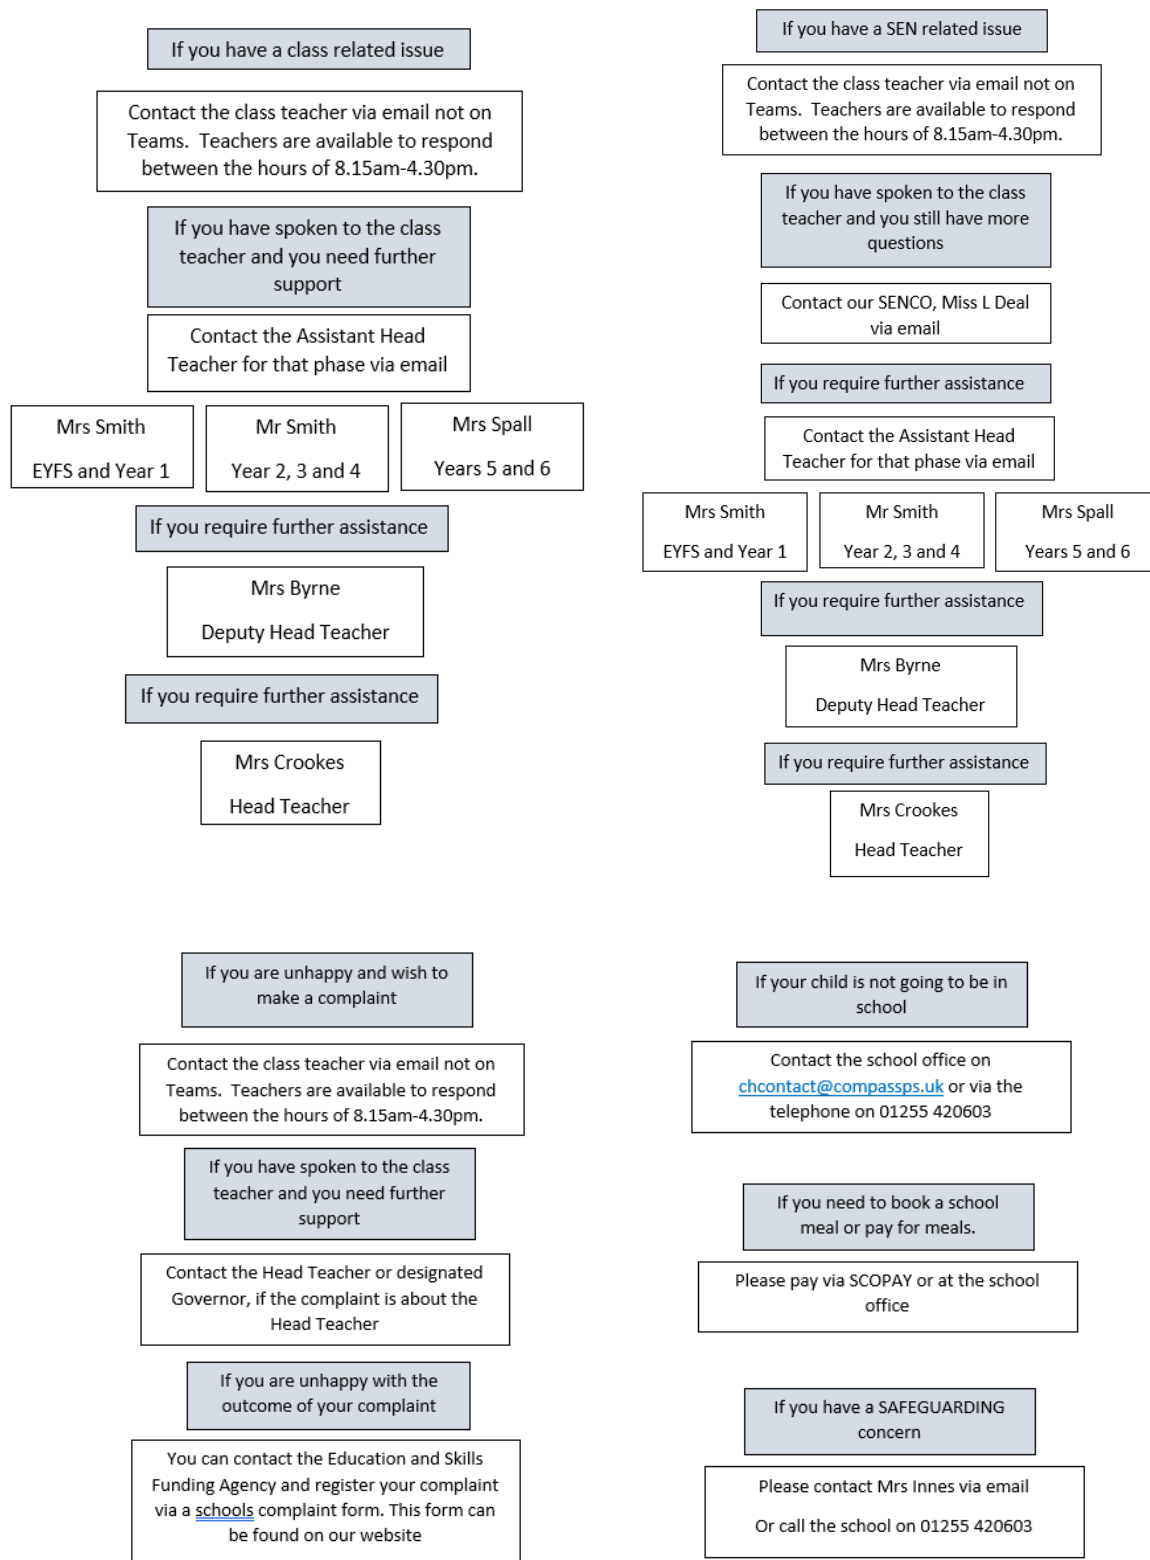 If you have a class related issue
Contact the class teacher via email not on
Teams. Teachers are available to respond
between the hours of 8.15am-4.30pm.
If you have spoken to the class
teacher and you need further
support
Contact the Assistant Head
Teacher for that phase via email
Mrs Smith
EYFS and Year 1
Mr Smith
Year 2, 3 and 4
Mrs Spall
Years 5 and 6
If you require further assistance
Mrs Byrne
Deputy Head Teacher
If you require further assistance
Mrs Crookes
Head Teacher
If you have a SEN related issue
Contact the class teacher via email not on
Teams. Teachers are available to respond
between the hours of 8.15am-4.30pm.
If you have spoken to the class
teacher and you still have more
questions
Contact our SENCO, Miss L Deal
via email
If you require further assistance
Contact the Assistant Head
Teacher for that phase via email
Mrs Smith
EYFS and Year 1
Mr Smith
Year 2, 3 and 4
Mrs Spall
Years 5 and 6
If you require further assistance
Mrs Byrne
Deputy Head Teacher
If you require further assistance
Mrs Crookes
Head Teacher
If you are unhappy and wish to
make a complaint
Contact the class teacher via email not on
Teams. Teachers are available to respond
between the hours of 8.15am-4.30pm.
If you have spoken to the class
teacher and you need further
support
Contact the Head Teacher or designated
Governor, if the complaint is about the
Head Teacher
If you are unhappy with the
outcome of your complaint
You can contact the Education and Skills
Funding Agency and register your complaint
via a schools complaint form. This form can
be found on our website
If your child is not going to be in
school
Contact the school office on
chcontact@compassps.uk or via the
telephone on 01255 420603
If you need to book a school
meal or pay for meals.
Please pay via SCOPAY or at the school
office
If you have a SAFEGUARDING
concern
Please contact Mrs Innes via email
Or call the school on 01255 420603